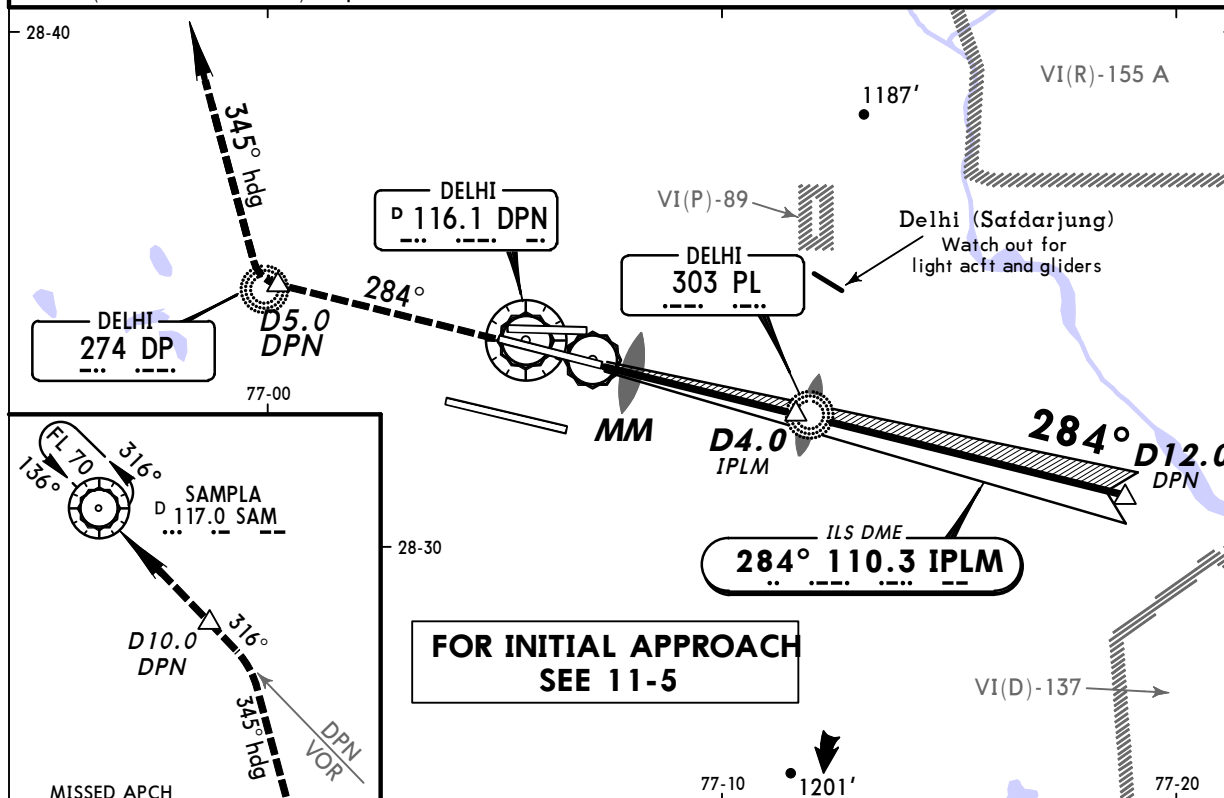 28-40
VI(R)-155 A
1187'
345° hdg
DELHI
D 116.1 DPN
VI(P)-89
Delhi (Safdarjung)
Watch out for
light acft and gliders
DELHI
303 PL
284°
D5.0
DPN
DELHI
274 DP
77-00
MM
D4.0
IPLM
284°
D12.0
DPN
FL 70
136°
316°
SAMPLA
D 117.0 SAM
ILS DME
284° 110.3 IPLM
28-30
D10.0
DPN
316°
FOR INITIAL APPROACH
SEE 11-5
VI(D)-137
345° hdg
DPN
VOR
MISSED APCH
77-10
1201'
77-20